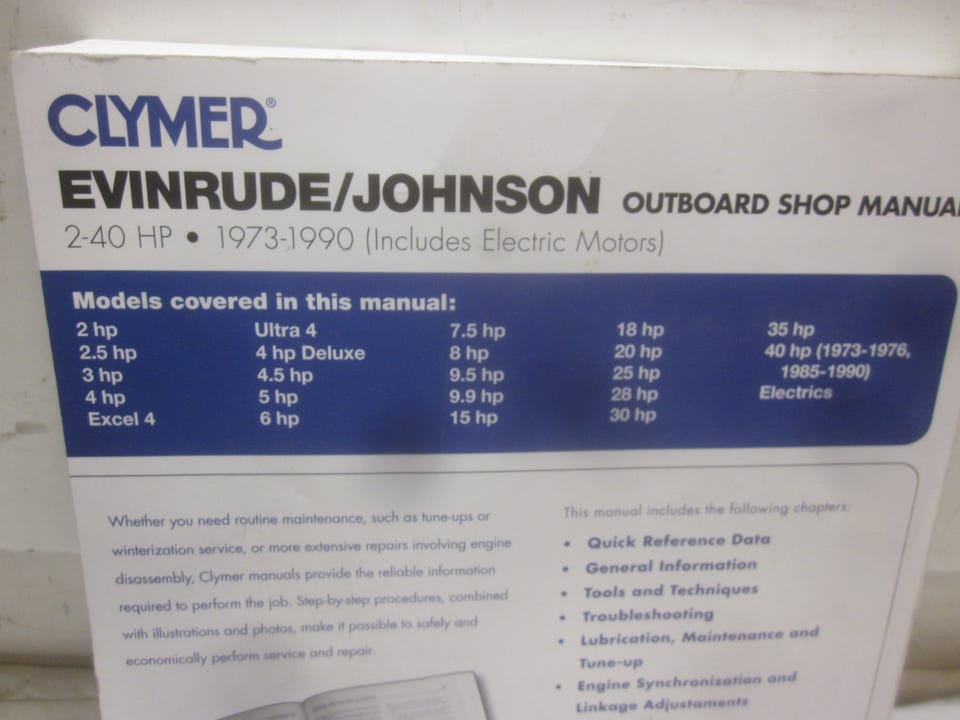 CLYMER®
EVINRUDE/JOHNSON OUTBOARD SHOP MANUAL
2-40 HP • 1973-1990 (Includes Electric Motors)
Models covered in this manual:
2 hp
2.5 hp
3 hp
4 hp
Excel 4
Ultra 4
4 hp Deluxe
4.5 hp
5 hp
6 hp
7.5 hp
8 hp
9.5 hp
9.9 hp
15 hp
18 hp
20 hp
25 hp
28 hp
30 hp
35 hp
40 hp (1973-1976,
1985-1990)
Electrics
Whether you need routine maintenance, such as tune-ups or
winterization service, or more extensive repairs involving engine
disassembly, Clymer manuals provide the reliable information
required to perform the job. Step-by-step procedures, combined
with illustrations and photos, make it possible to safely and
economically perform service and repair.
This manual includes the following chapters:
• Quick Reference Data
• General Information
• Tools and Techniques
• Troubleshooting
• Lubrication, Maintenance and
Tune-up
• Engine Synchronization and
Linkage Adjustaments